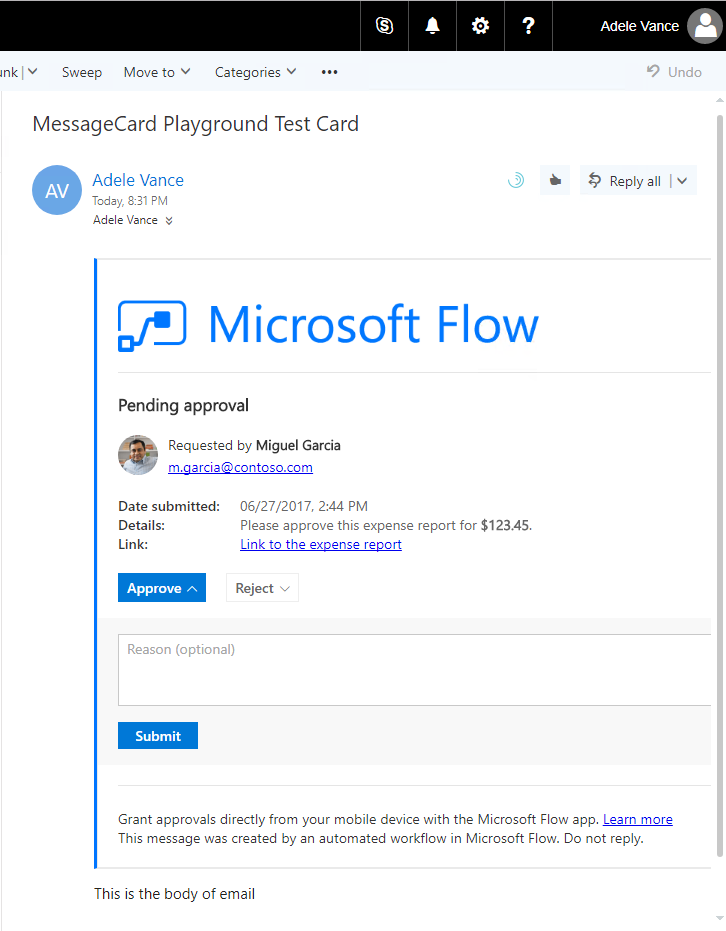 Adele Vance
unk | Sweep Move to Categories ••• Undo
MessageCard Playground Test Card
AV
Adele Vance
Today, 8:31 PM
Adele Vance
Reply all
Microsoft Flow
Pending approval
Requested by Miguel Garcia
m.garcia@contoso.com
Date submitted: 06/27/2017, 2:44 PM
Details: Please approve this expense report for $123.45.
Link: Link to the expense report
Approve Reject
Reason (optional)
Submit
Grant approvals directly from your mobile device with the Microsoft Flow app. Learn more
This message was created by an automated workflow in Microsoft Flow. Do not reply.
This is the body of email